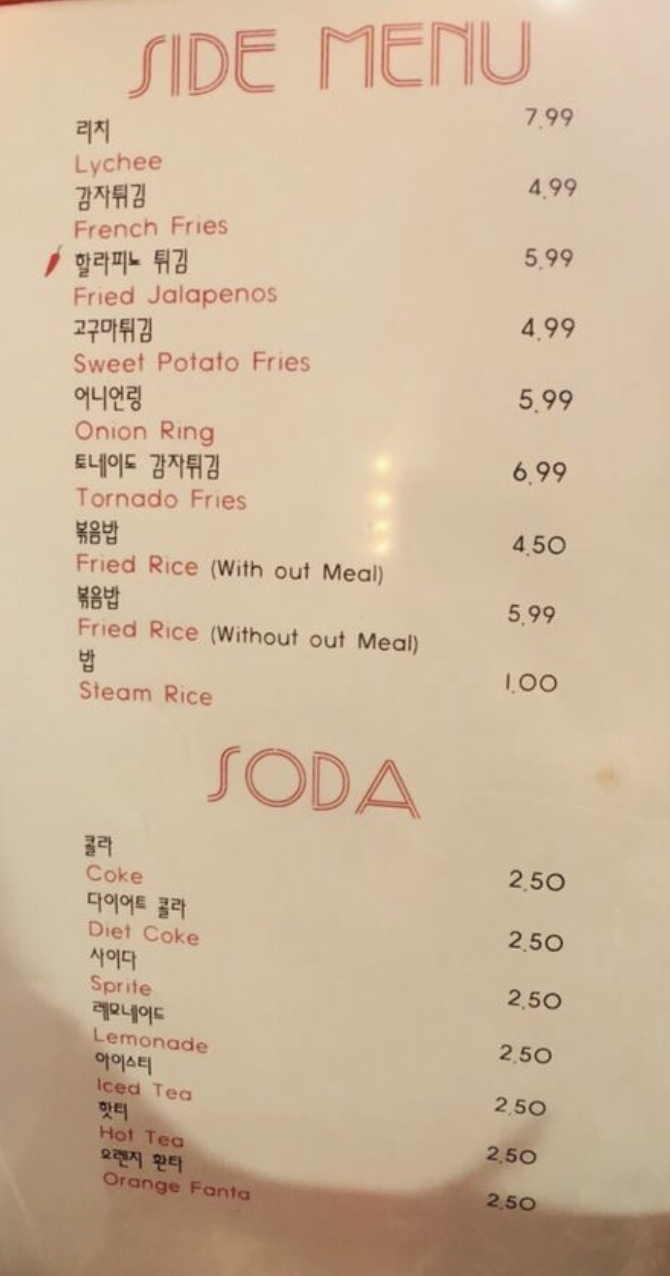 SIDE MENU
리치 7.99
Lychee
감자튀김 4.99
French Fries
할라피노 튀김 5.99
Fried Jalapenos
고구마튀김 4.99
Sweet Potato Fries
어니언링 5.99
Onion Ring
토네이도 감자튀김 6.99
Tornado Fries
볶음밥 4.50
Fried Rice (With out Meal)
볶음밥 5.99
Fried Rice (Without out Meal)
밥 1.00
Steam Rice
SODA
콜라
Coke 2.50
다이어트 콜라
Diet Coke 2.50
사이다
Sprite 2.50
레모네이드
Lemonade 2.50
아이스티
Iced Tea 2.50
핫티
Hot Tea 2.50
오렌지 환타
Orange Fanta 2.50